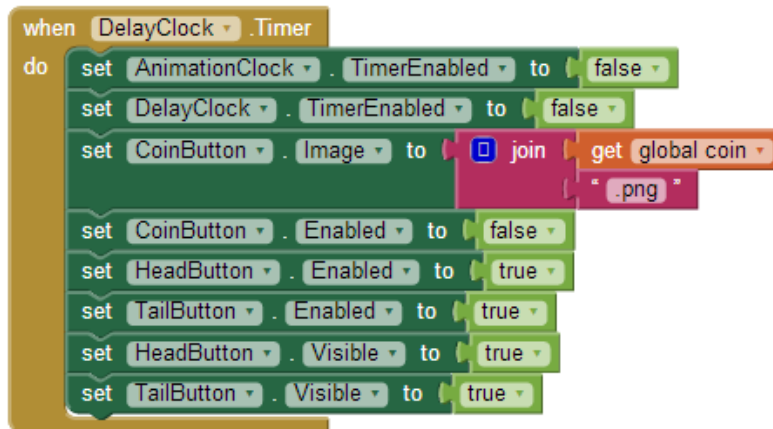 when DelayClock .Timer
do set AnimationClock . TimerEnabled to false
set DelayClock . TimerEnabled to false
set CoinButton . Image to join get global coin
" .png "
set CoinButton . Enabled to false
set HeadButton . Enabled to true
set TailButton . Enabled to true
set HeadButton . Visible to true
set TailButton . Visible to true